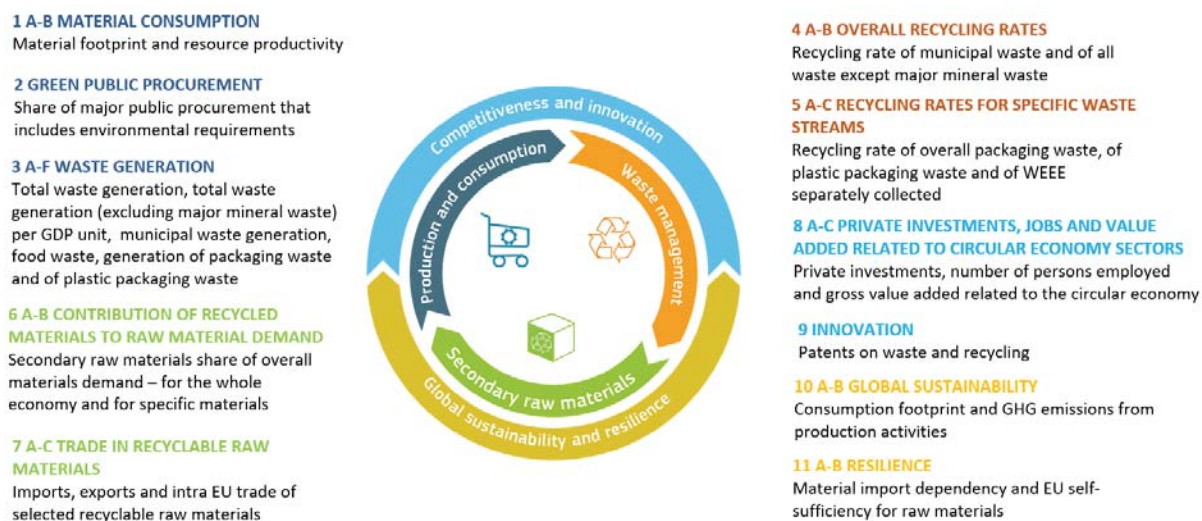 1 A-B MATERIAL CONSUMPTION
Material footprint and resource productivity
2 GREEN PUBLIC PROCUREMENT
Share of major public procurement that
includes environmental requirements
3 A-F WASTE GENERATION
Total waste generation, total waste
generation (excluding major mineral waste)
per GDP unit, municipal waste generation,
food waste, generation of packaging waste
and of plastic packaging waste
6 A-B CONTRIBUTION OF RECYCLED
MATERIALS TO RAW MATERIAL DEMAND
Secondary raw materials share of overall
materials demand – for the whole
economy and for specific materials
7 A-C TRADE IN RECYCLABLE RAW
MATERIALS
Imports, exports and intra EU trade of
selected recyclable raw materials
Competitiveness and innovation
Production and consumption
Waste management
Secondary raw materials
Global sustainability and resilience
4 A-B OVERALL RECYCLING RATES
Recycling rate of municipal waste and of all
waste except major mineral waste
5 A-C RECYCLING RATES FOR SPECIFIC WASTE
STREAMS
Recycling rate of overall packaging waste, of
plastic packaging waste and of WEEE
separately collected
8 A-C PRIVATE INVESTMENTS, JOBS AND VALUE
ADDED RELATED TO CIRCULAR ECONOMY SECTORS
Private investments, number of persons employed
and gross value added related to the circular economy
9 INNOVATION
Patents on waste and recycling
10 A-B GLOBAL SUSTAINABILITY
Consumption footprint and GHG emissions from
production activities
11 A-B RESILIENCE
Material import dependency and EU self-
sufficiency for raw materials